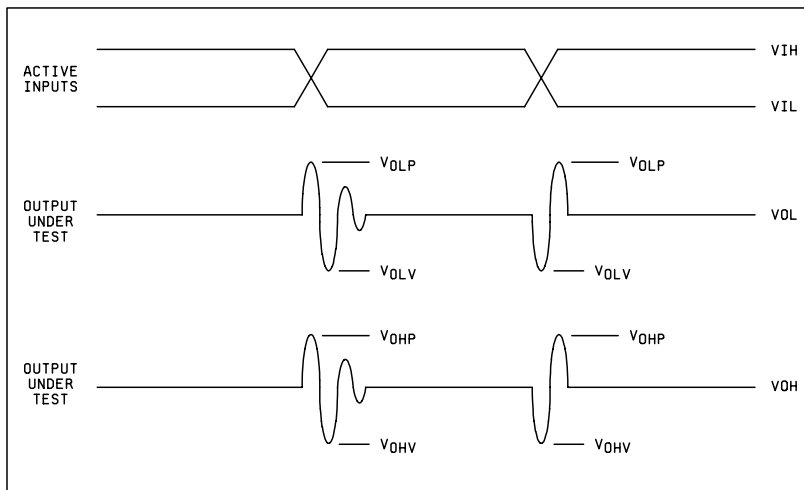 ACTIVE
INPUTS
VIH
VIL
OUTPUT
UNDER
TEST
VOLP
VOLP
VOL
VOLV
VOLV
OUTPUT
UNDER
TEST
VOHP
VOHP
VOH
VOHV
VOHV